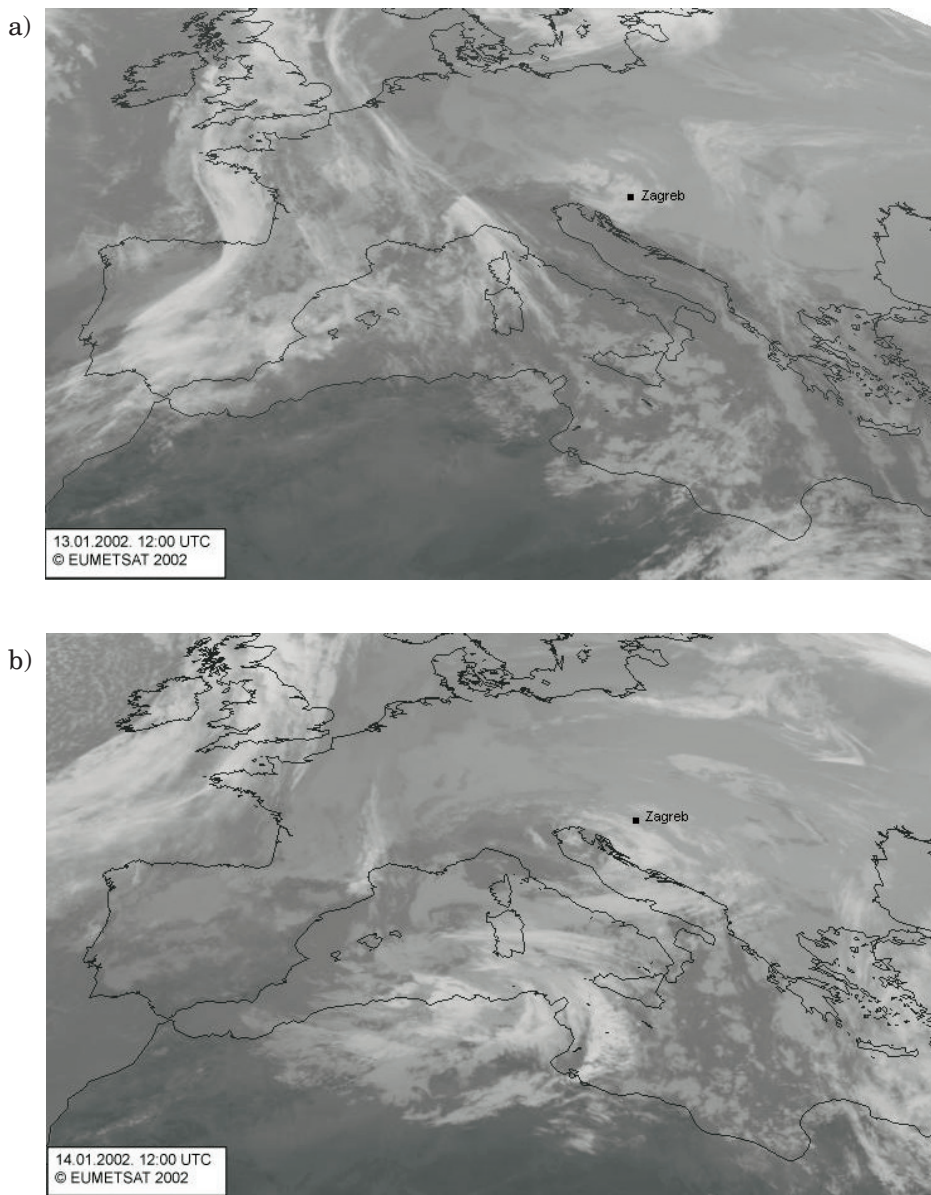 a)
Zagreb
13.01.2002. 12:00 UTC
© EUMETSAT 2002
b)
Zagreb
14.01.2002. 12:00 UTC
© EUMETSAT 2002